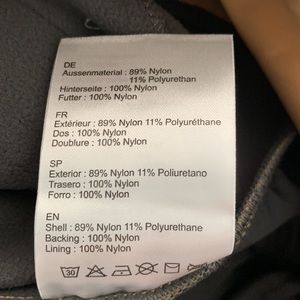 DE
Aussenmaterial : 89% Nylon
11% Polyurethan
Hinterseite : 100% Nylon
Futter : 100% Nylon
FR
Extérieur : 89% Nylon 11% Polyuréthane
Dos : 100% Nylon
Doublure : 100% Nylon
SP
Exterior : 89% Nylon 11% Poliuretano
Trasero : 100% Nylon
Forro : 100% Nylon
EN
Shell : 89% Nylon 11% Polyurethane
Backing : 100% Nylon
Lining : 100% Nylon
30